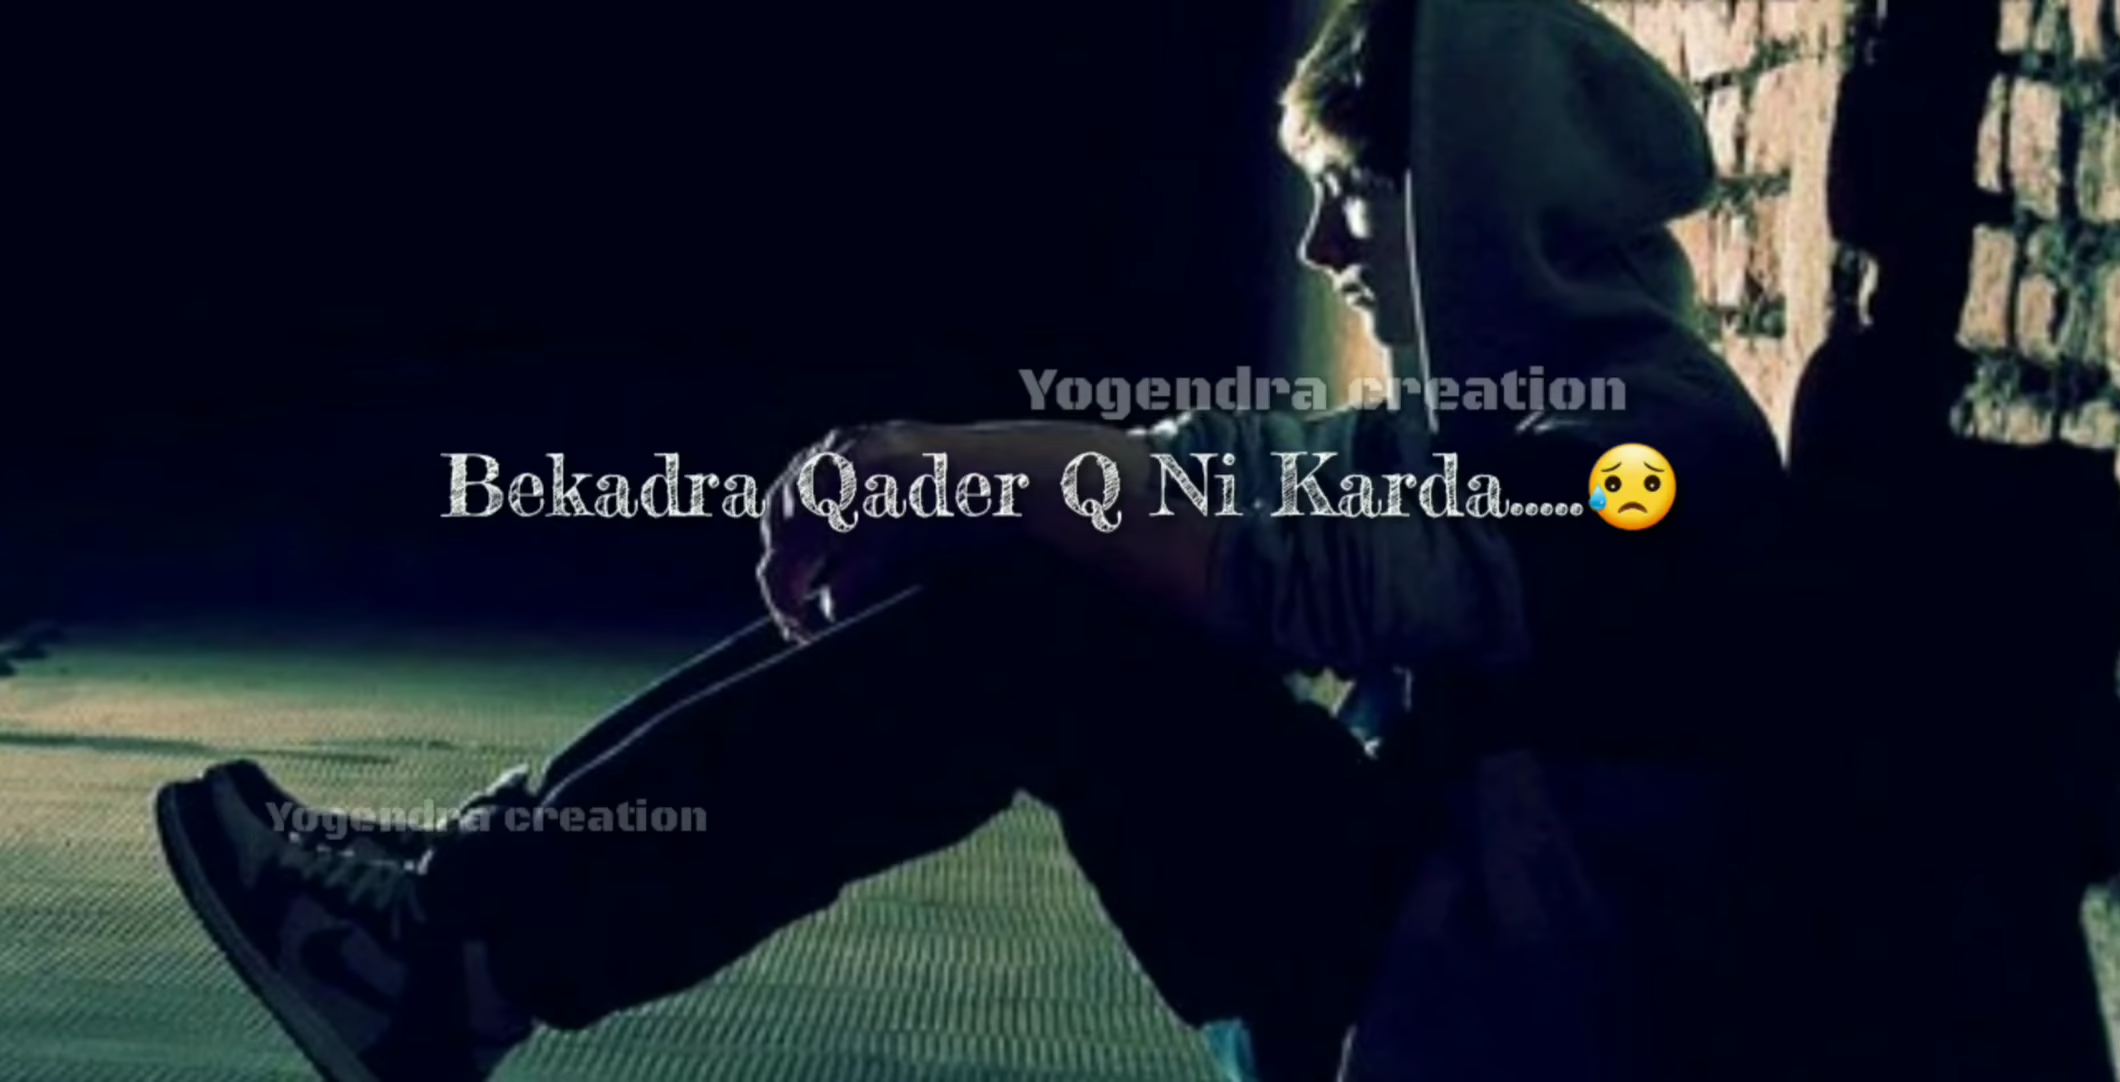 Yogendra creation
Bekadra Qader Q Ni Karda.....😥
Yogendra creation